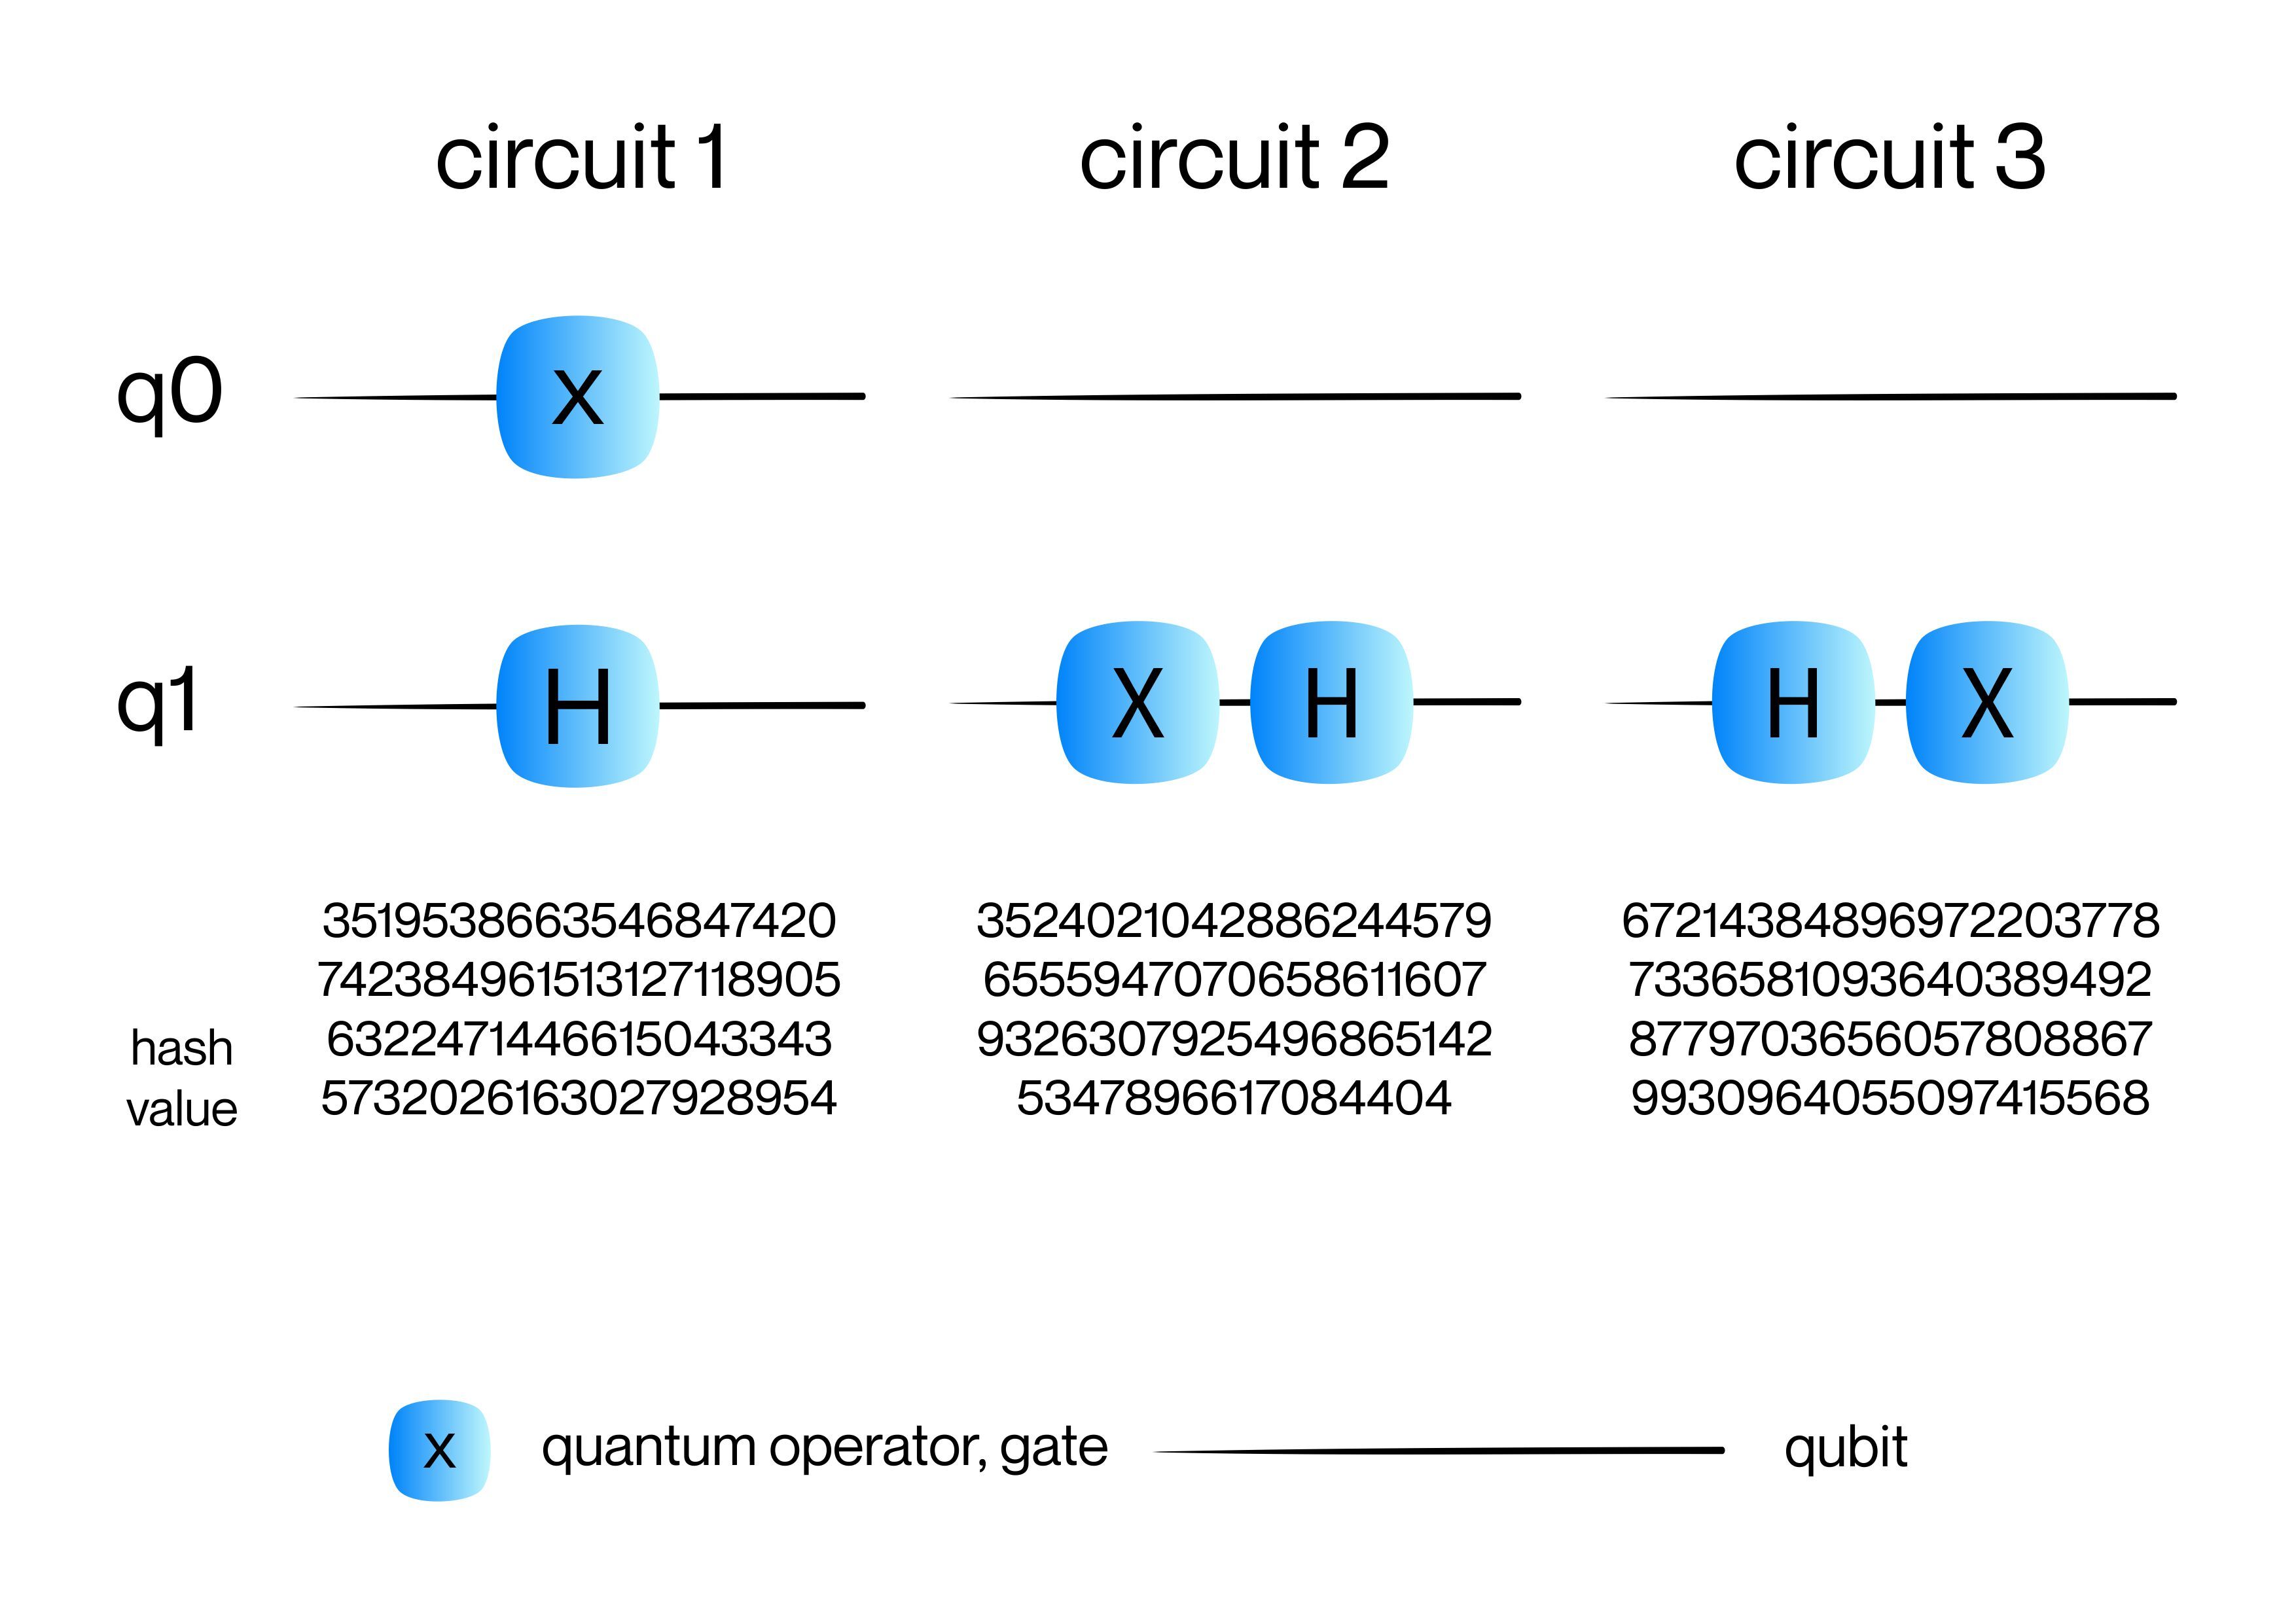 circuit 1 circuit 2 circuit 3
q0 X
q1 H X H H X
3519538663546847420 3524021042886244579 67214384896972203778
742384961513127118905 6555947070658611607 7336581093640389492
6322471446615043343 9326307925496865142 8779703656057808867
hash
5732026163027928954 5347896617084404 9930964055097415568
value
X quantum operator, gate qubit